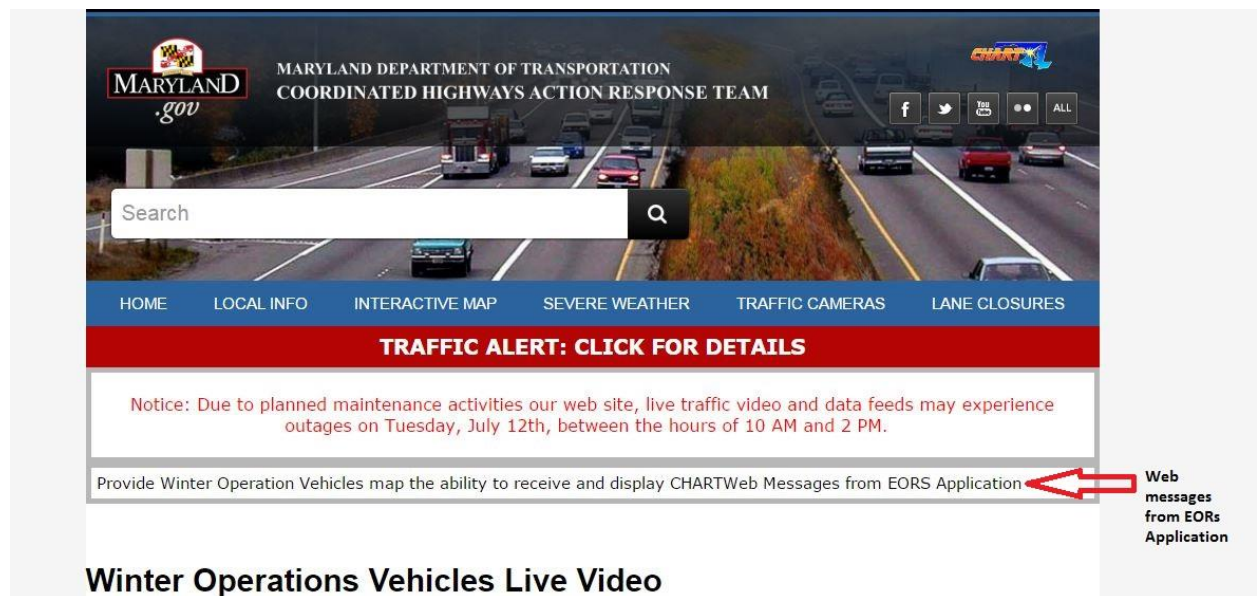 MARYLAND
.gov
MARYLAND DEPARTMENT OF TRANSPORTATION
COORDINATED HIGHWAYS ACTION RESPONSE TEAM
CHART
f
You
Tube
ALL
Search
HOME LOCAL INFO INTERACTIVE MAP SEVERE WEATHER TRAFFIC CAMERAS LANE CLOSURES
TRAFFIC ALERT: CLICK FOR DETAILS
Notice: Due to planned maintenance activities our web site, live traffic video and data feeds may experience
outages on Tuesday, July 12th, between the hours of 10 AM and 2 PM.
Provide Winter Operation Vehicles map the ability to receive and display CHARTWeb Messages from EORS Application
Web
messages
from EORs
Application
Winter Operations Vehicles Live Video